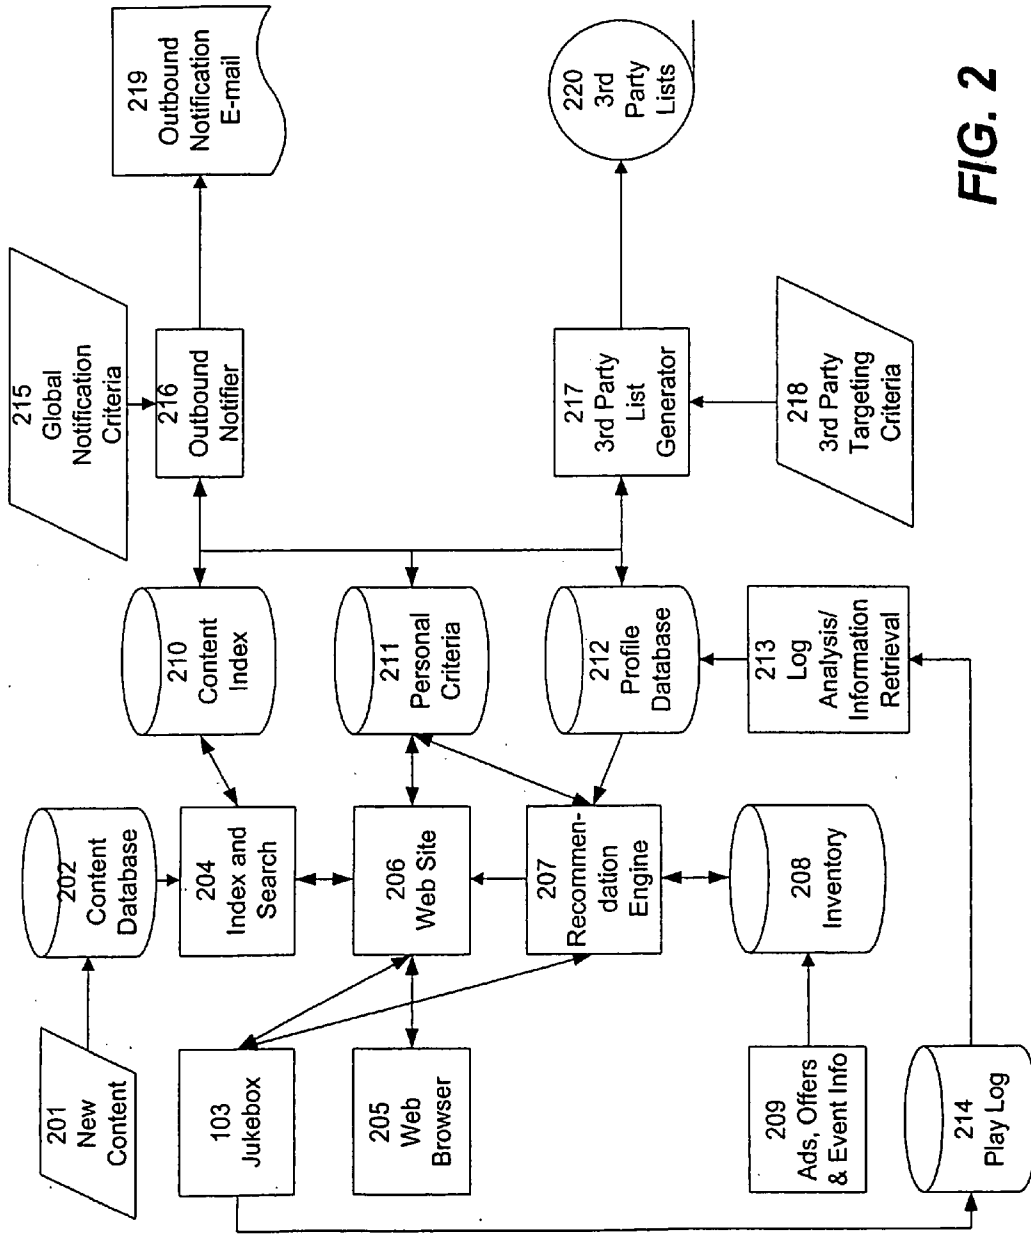 201
New
Content
202
Content
Database
103
Jukebox
204
Index and
Search
210
Content
Index
215
Global
Notification
Criteria
216
Outbound
Notifier
219
Outbound
Notification
E-mail
205
Web
Browser
206
Web Site
211
Personal
Criteria
207
Recommen-
dation
Engine
212
Profile
Database
217
3rd Party
List
Generator
220
3rd
Party
Lists
209
Ads, Offers
& Event Info
208
Inventory
213
Log
Analysis/
Information
Retrieval
218
3rd Party
Targeting
Criteria
214
Play Log
FIG. 2